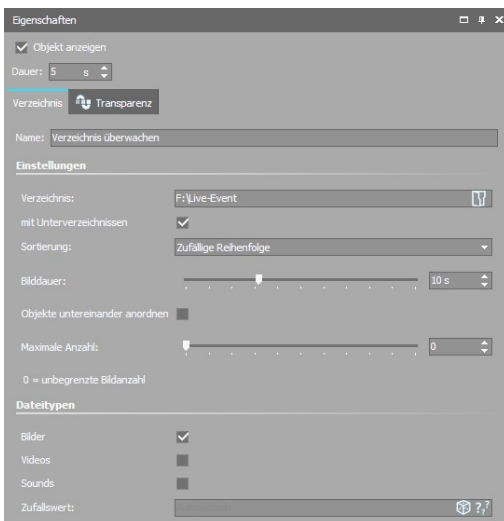 Eigenschaften
Objekt anzeigen
Dauer: 5 s
Verzeichnis Transparenz
Name: Verzeichnis überwachen
Einstellungen
Verzeichnis: F:\Live-Event
mit Unterverzeichnissen
Sortierung: Zufällige Reihenfolge
Bilddauer: 10 s
Objekte untereinander anordnen
Maximale Anzahl: 0
0 = unbegrenzte Bildanzahl
Dateitypen
Bilder
Videos
Sounds
Zufallswert: